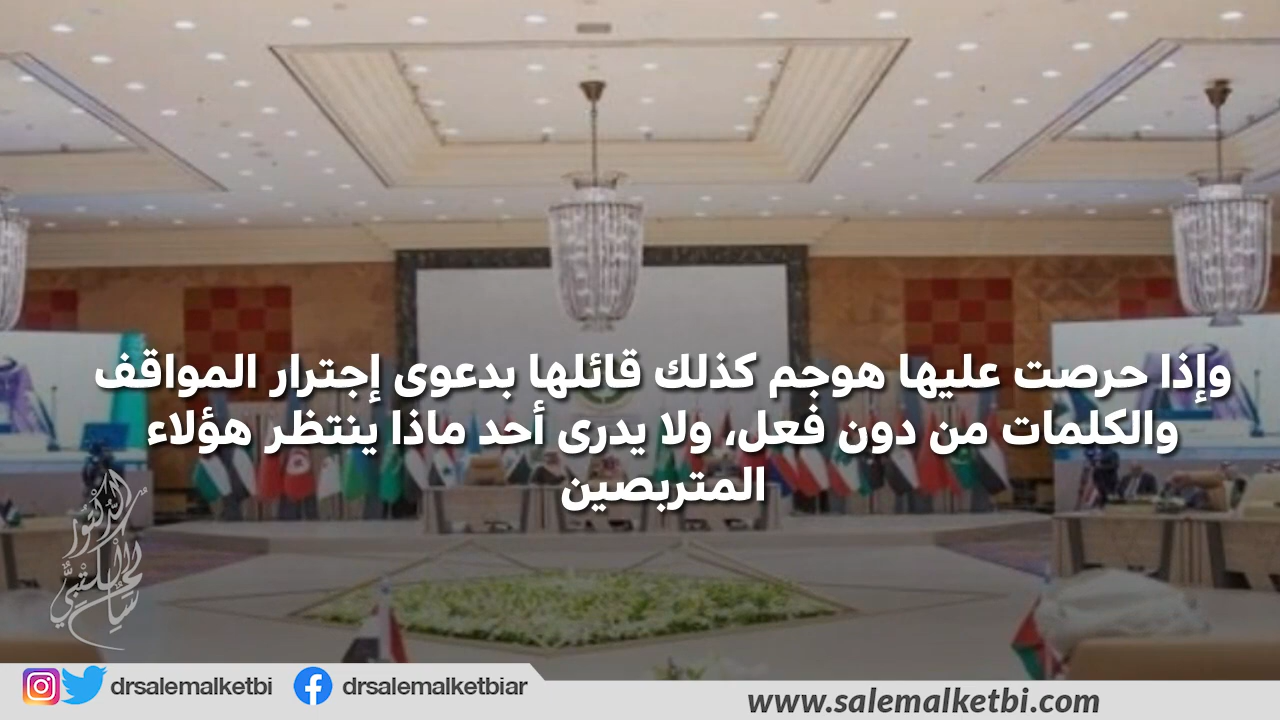 وإذا حرصت عليها هوجم كذلك قائلها بدعوى إجترار المواقف
والكلمات من دون فعل، ولا يدرى أحد ماذا ينتظر هؤلاء
المتربصين
drsalemalketbi
drsalemalketbiar
www.salemalketbi.com